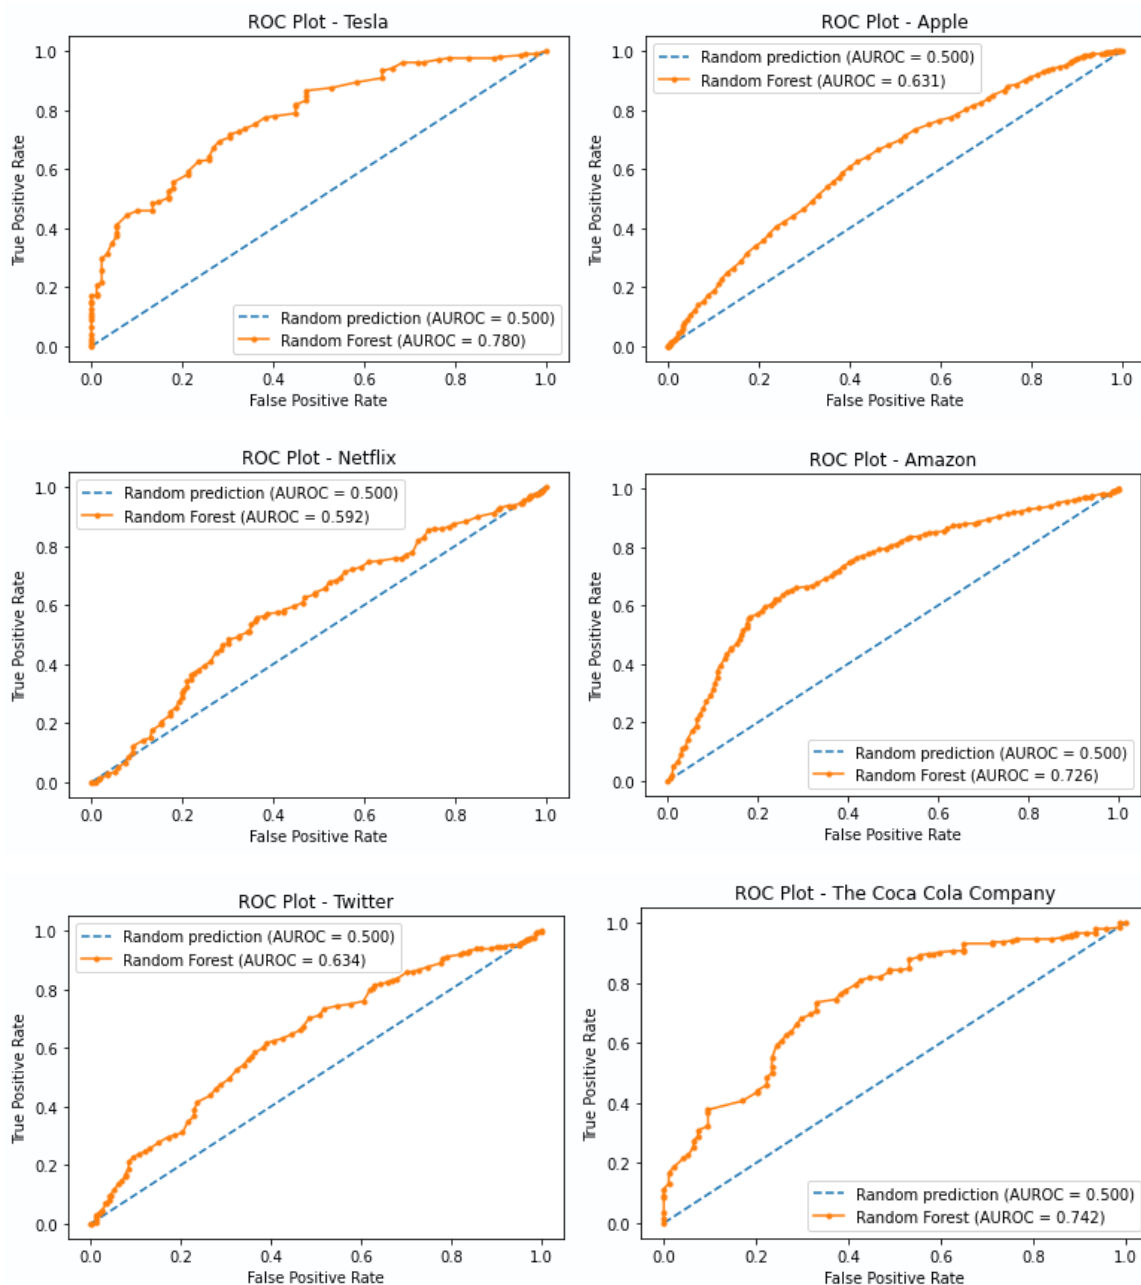 ROC Plot - Tesla
1.0
0.8
0.6
0.4
0.2
0.0
True Positive Rate
Random prediction (AUROC = 0.500)
Random Forest (AUROC = 0.780)
0.0 0.2 0.4 0.6 0.8 1.0
False Positive Rate
ROC Plot - Apple
Random prediction (AUROC = 0.500)
Random Forest (AUROC = 0.631)
1.0
0.8
0.6
0.4
0.2
0.0
True Positive Rate
0.0 0.2 0.4 0.6 0.8 1.0
False Positive Rate
ROC Plot - Netflix
Random prediction (AUROC = 0.500)
Random Forest (AUROC = 0.592)
1.0
0.8
0.6
0.4
0.2
0.0
True Positive Rate
0.0 0.2 0.4 0.6 0.8 1.0
False Positive Rate
ROC Plot - Amazon
1.0
0.8
0.6
0.4
0.2
0.0
True Positive Rate
Random prediction (AUROC = 0.500)
Random Forest (AUROC = 0.726)
0.0 0.2 0.4 0.6 0.8 1.0
False Positive Rate
ROC Plot - Twitter
Random prediction (AUROC = 0.500)
Random Forest (AUROC = 0.634)
1.0
0.8
0.6
0.4
0.2
0.0
True Positive Rate
0.0 0.2 0.4 0.6 0.8 1.0
False Positive Rate
ROC Plot - The Coca Cola Company
1.0
0.8
0.6
0.4
0.2
0.0
True Positive Rate
Random prediction (AUROC = 0.500)
Random Forest (AUROC = 0.742)
0.0 0.2 0.4 0.6 0.8 1.0
False Positive Rate